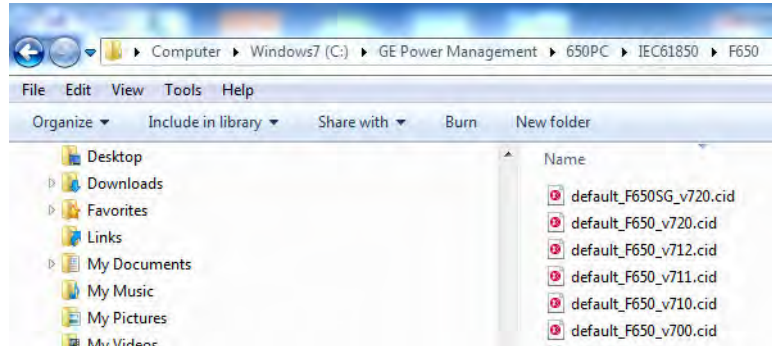 Computer Windows7 (C:) GE Power Management 650PC IEC61850 F650
File Edit View Tools Help
Organize Include in library Share with Burn New folder
Desktop
Downloads
Favorites
Links
My Documents
My Music
My Pictures
My Videos
Name
default_F650SG_v720.cid
default_F650_v720.cid
default_F650_v712.cid
default_F650_v711.cid
default_F650_v710.cid
default_F650_v700.cid